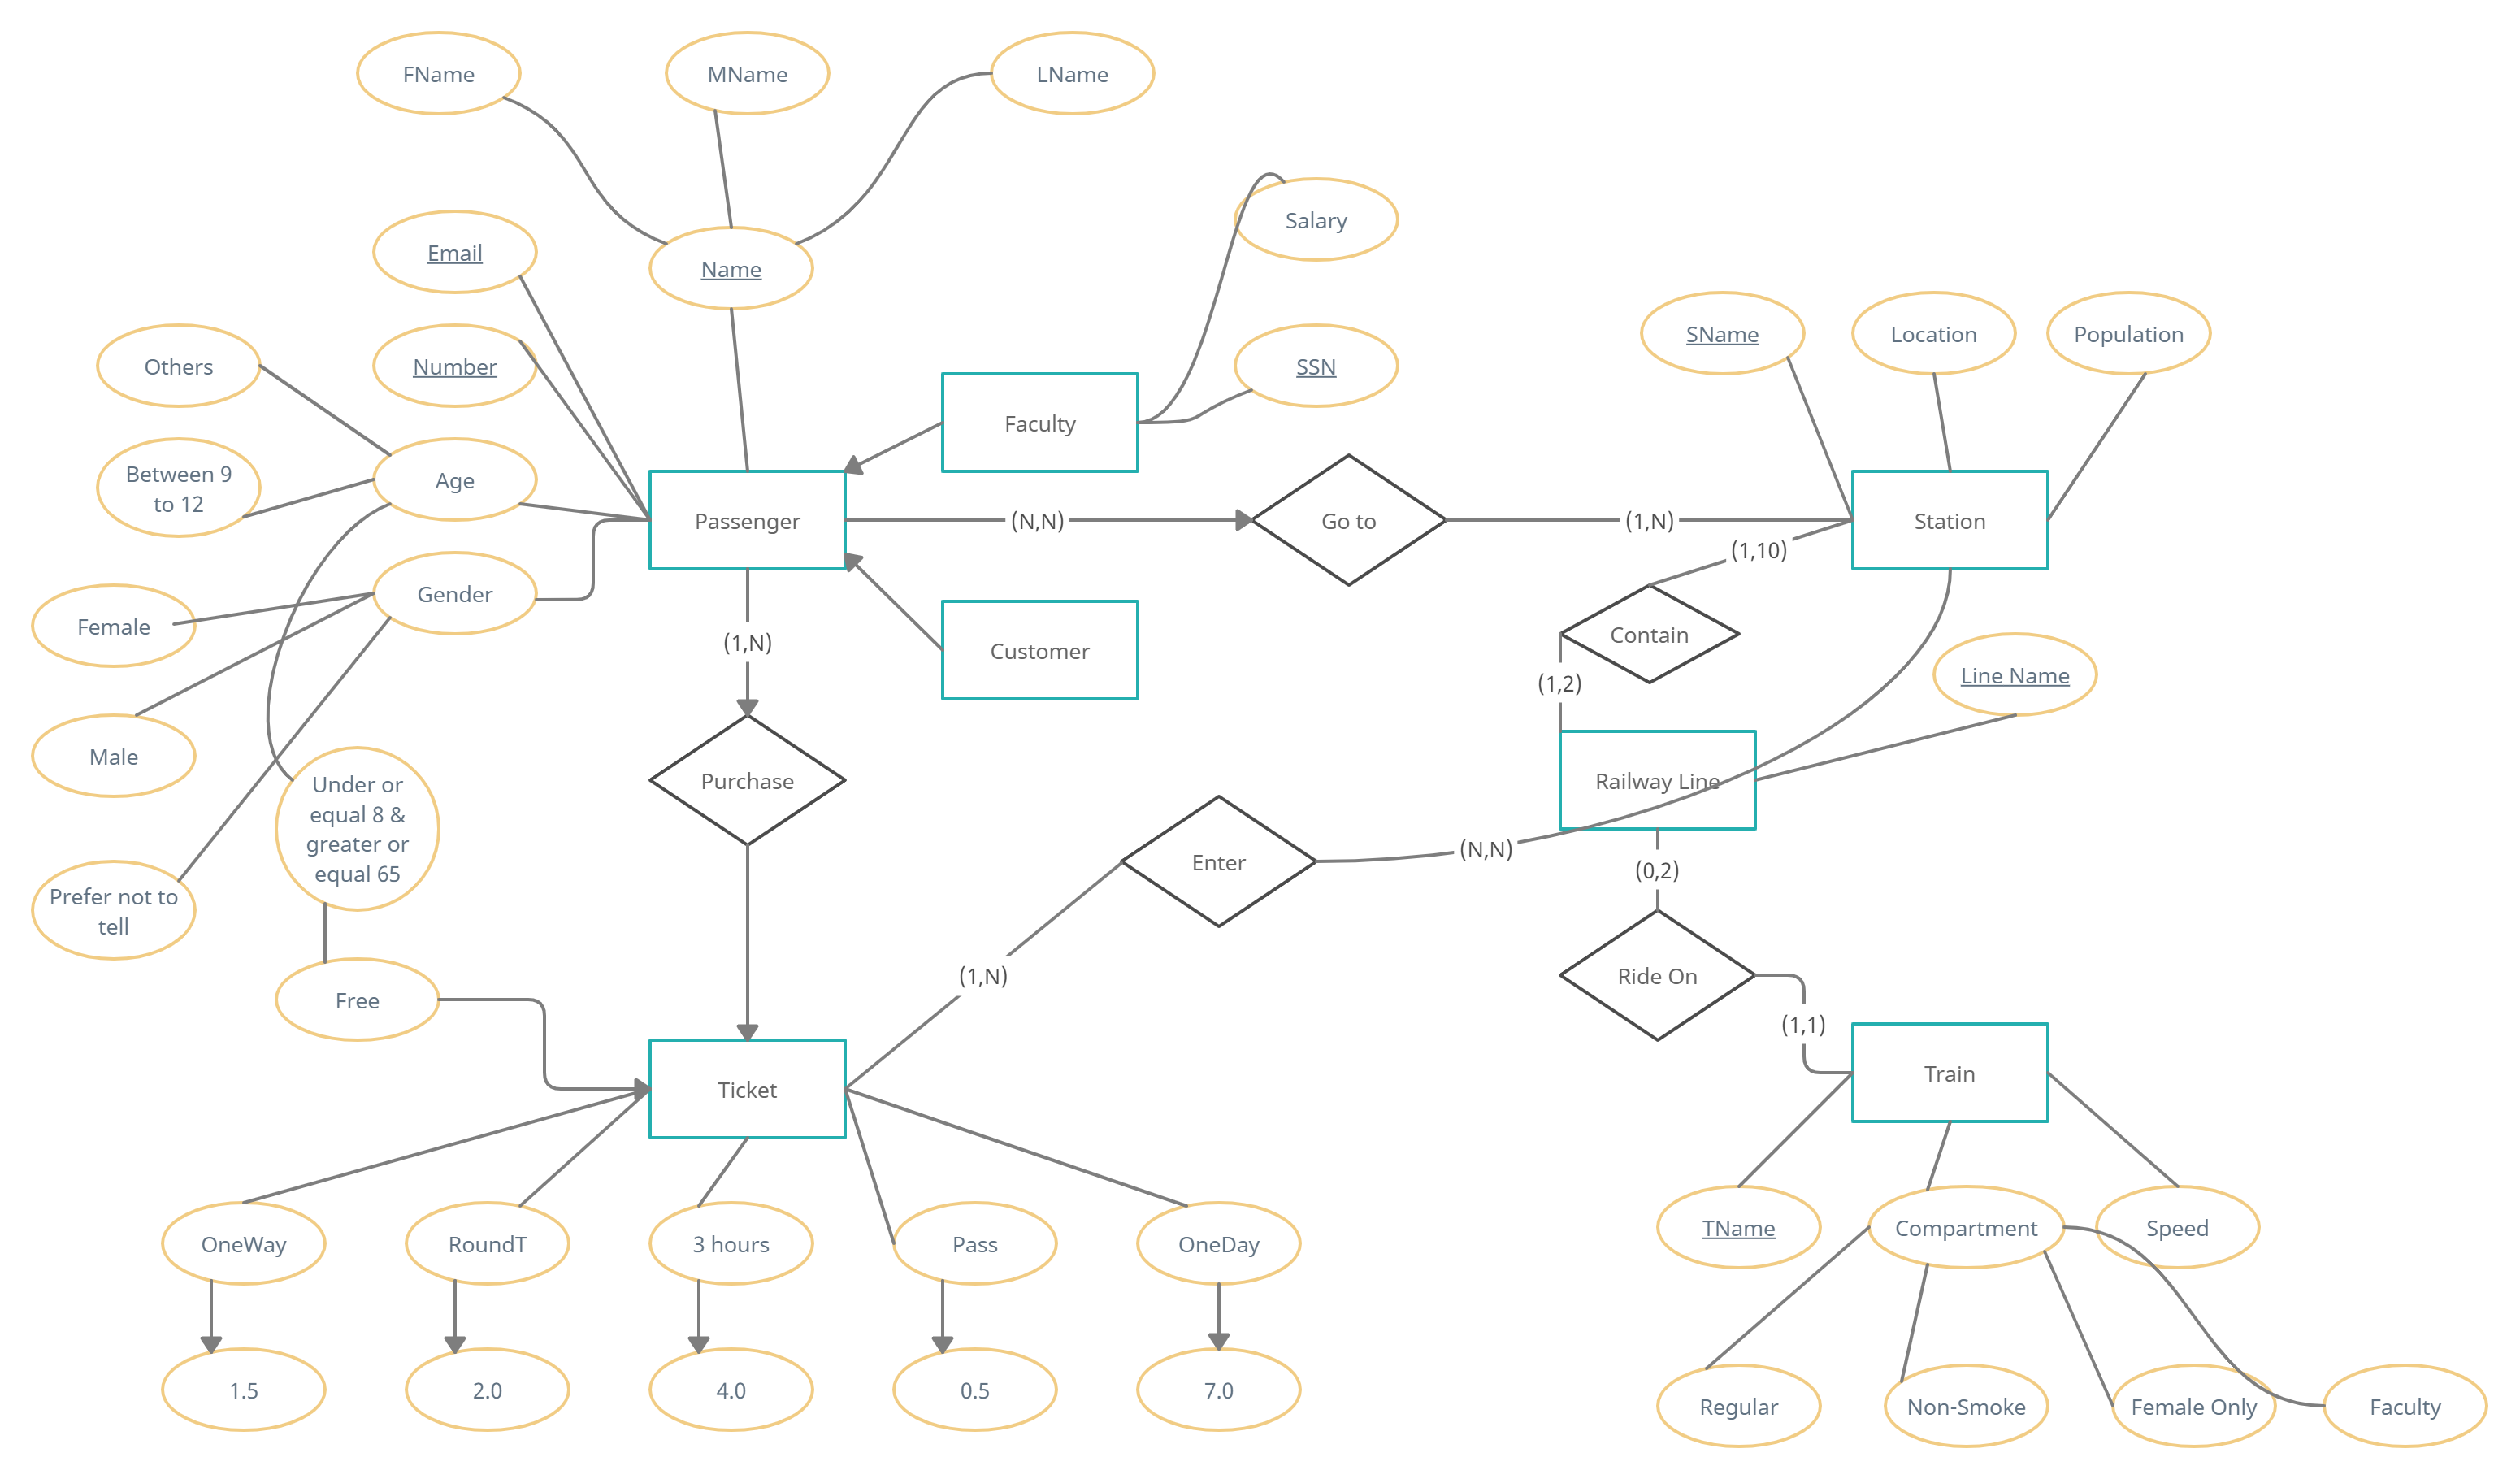 FName
MName
LName
Salary
Email
Name
Others
Number
SSN
SName
Location
Population
Faculty
Between 9
to 12
Age
Passenger
(N,N)
Go to
(1,N)
Station
(1,10)
Female
Gender
(1,N)
Customer
Contain
(1,2)
Line Name
Male
Under or
equal 8 &
greater or
equal 65
Purchase
Railway Line
Enter
(N,N)
(0,2)
Prefer not to
tell
(1,N)
Ride On
Free
(1,1)
Ticket
Train
OneWay
RoundT
3 hours
Pass
OneDay
TName
Compartment
Speed
1.5
2.0
4.0
0.5
7.0
Regular
Non-Smoke
Female Only
Faculty